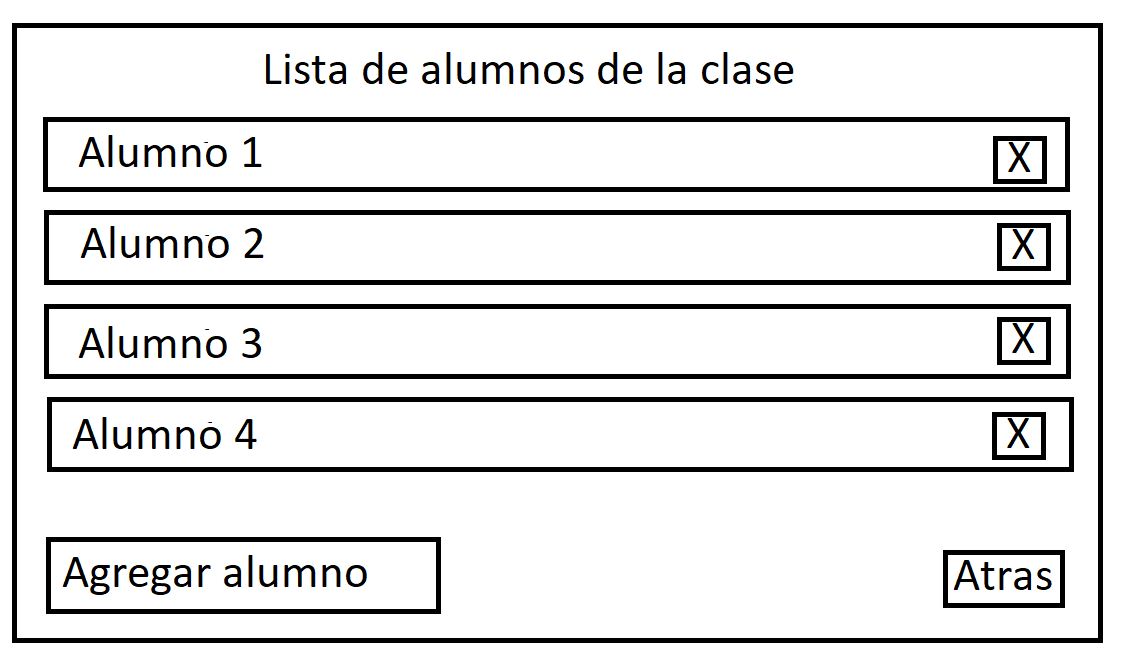 Lista de alumnos de la clase
Alumno 1 X
Alumno 2 X
Alumno 3 X
Alumno 4 X
Agregar alumno Atras